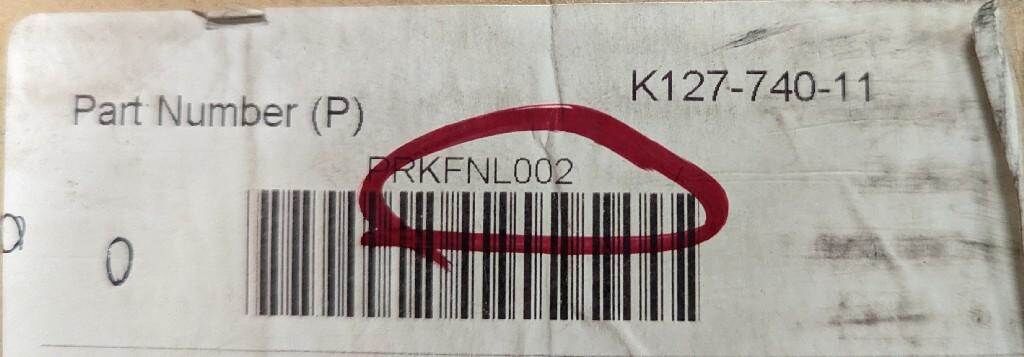 K127-740-11
Part Number (P)
PRKFNL002
0